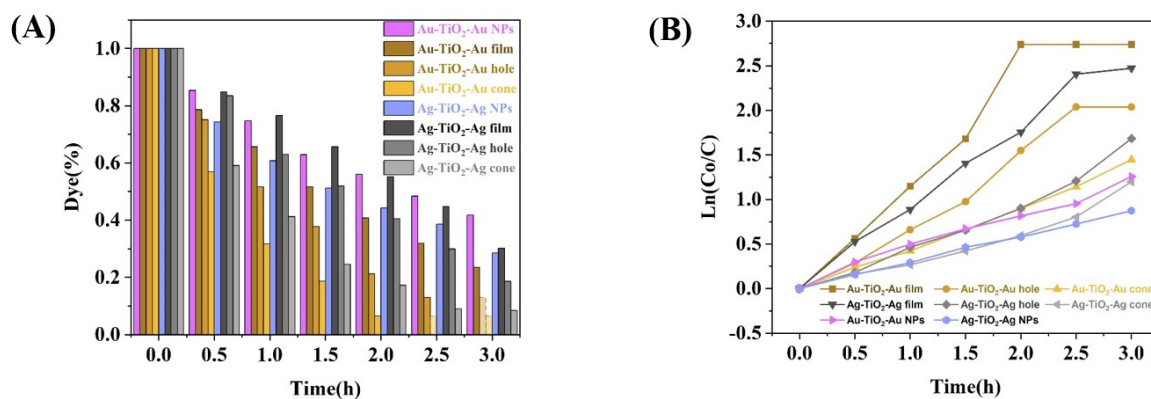 (A)
Dye(%)
1.0
0.8
0.6
0.4
0.2
0.0
Au-TiO₂-Au NPs
Au-TiO₂-Au film
Au-TiO₂-Au hole
Au-TiO₂-Au cone
Ag-TiO₂-Ag NPs
Ag-TiO₂-Ag film
Ag-TiO₂-Ag hole
Ag-TiO₂-Ag cone
0.0 0.5 1.0 1.5 2.0 2.5 3.0
Time(h)
(B)
Ln(Co/C)
3.0
2.5
2.0
1.5
1.0
0.5
0.0
-0.5
Au-TiO₂-Au film Au-TiO₂-Au hole Au-TiO₂-Au cone
Ag-TiO₂-Ag film Ag-TiO₂-Ag hole Ag-TiO₂-Ag cone
Au-TiO₂-Au NPs Ag-TiO₂-Ag NPs
0.0 0.5 1.0 1.5 2.0 2.5 3.0
Time(h)